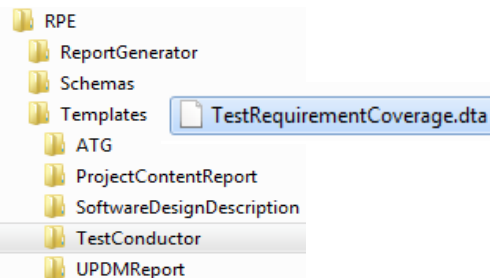 RPE
ReportGenerator
Schemas
Templates
TestRequirementCoverage.dta
ATG
ProjectContentReport
SoftwareDesignDescription
TestConductor
UPDMReport